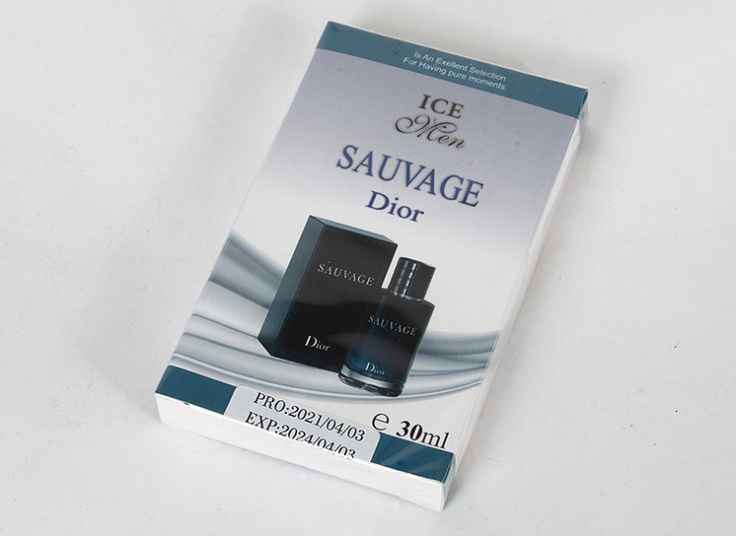 Is An Exellent Selection
For Having pure moments.
ICE
Men
SAUVAGE
Dior
SAUVAGE
Dior
SAUVAGE
Dior
PRO:2021/04/03
EXP:2024/04/03
e 30ml